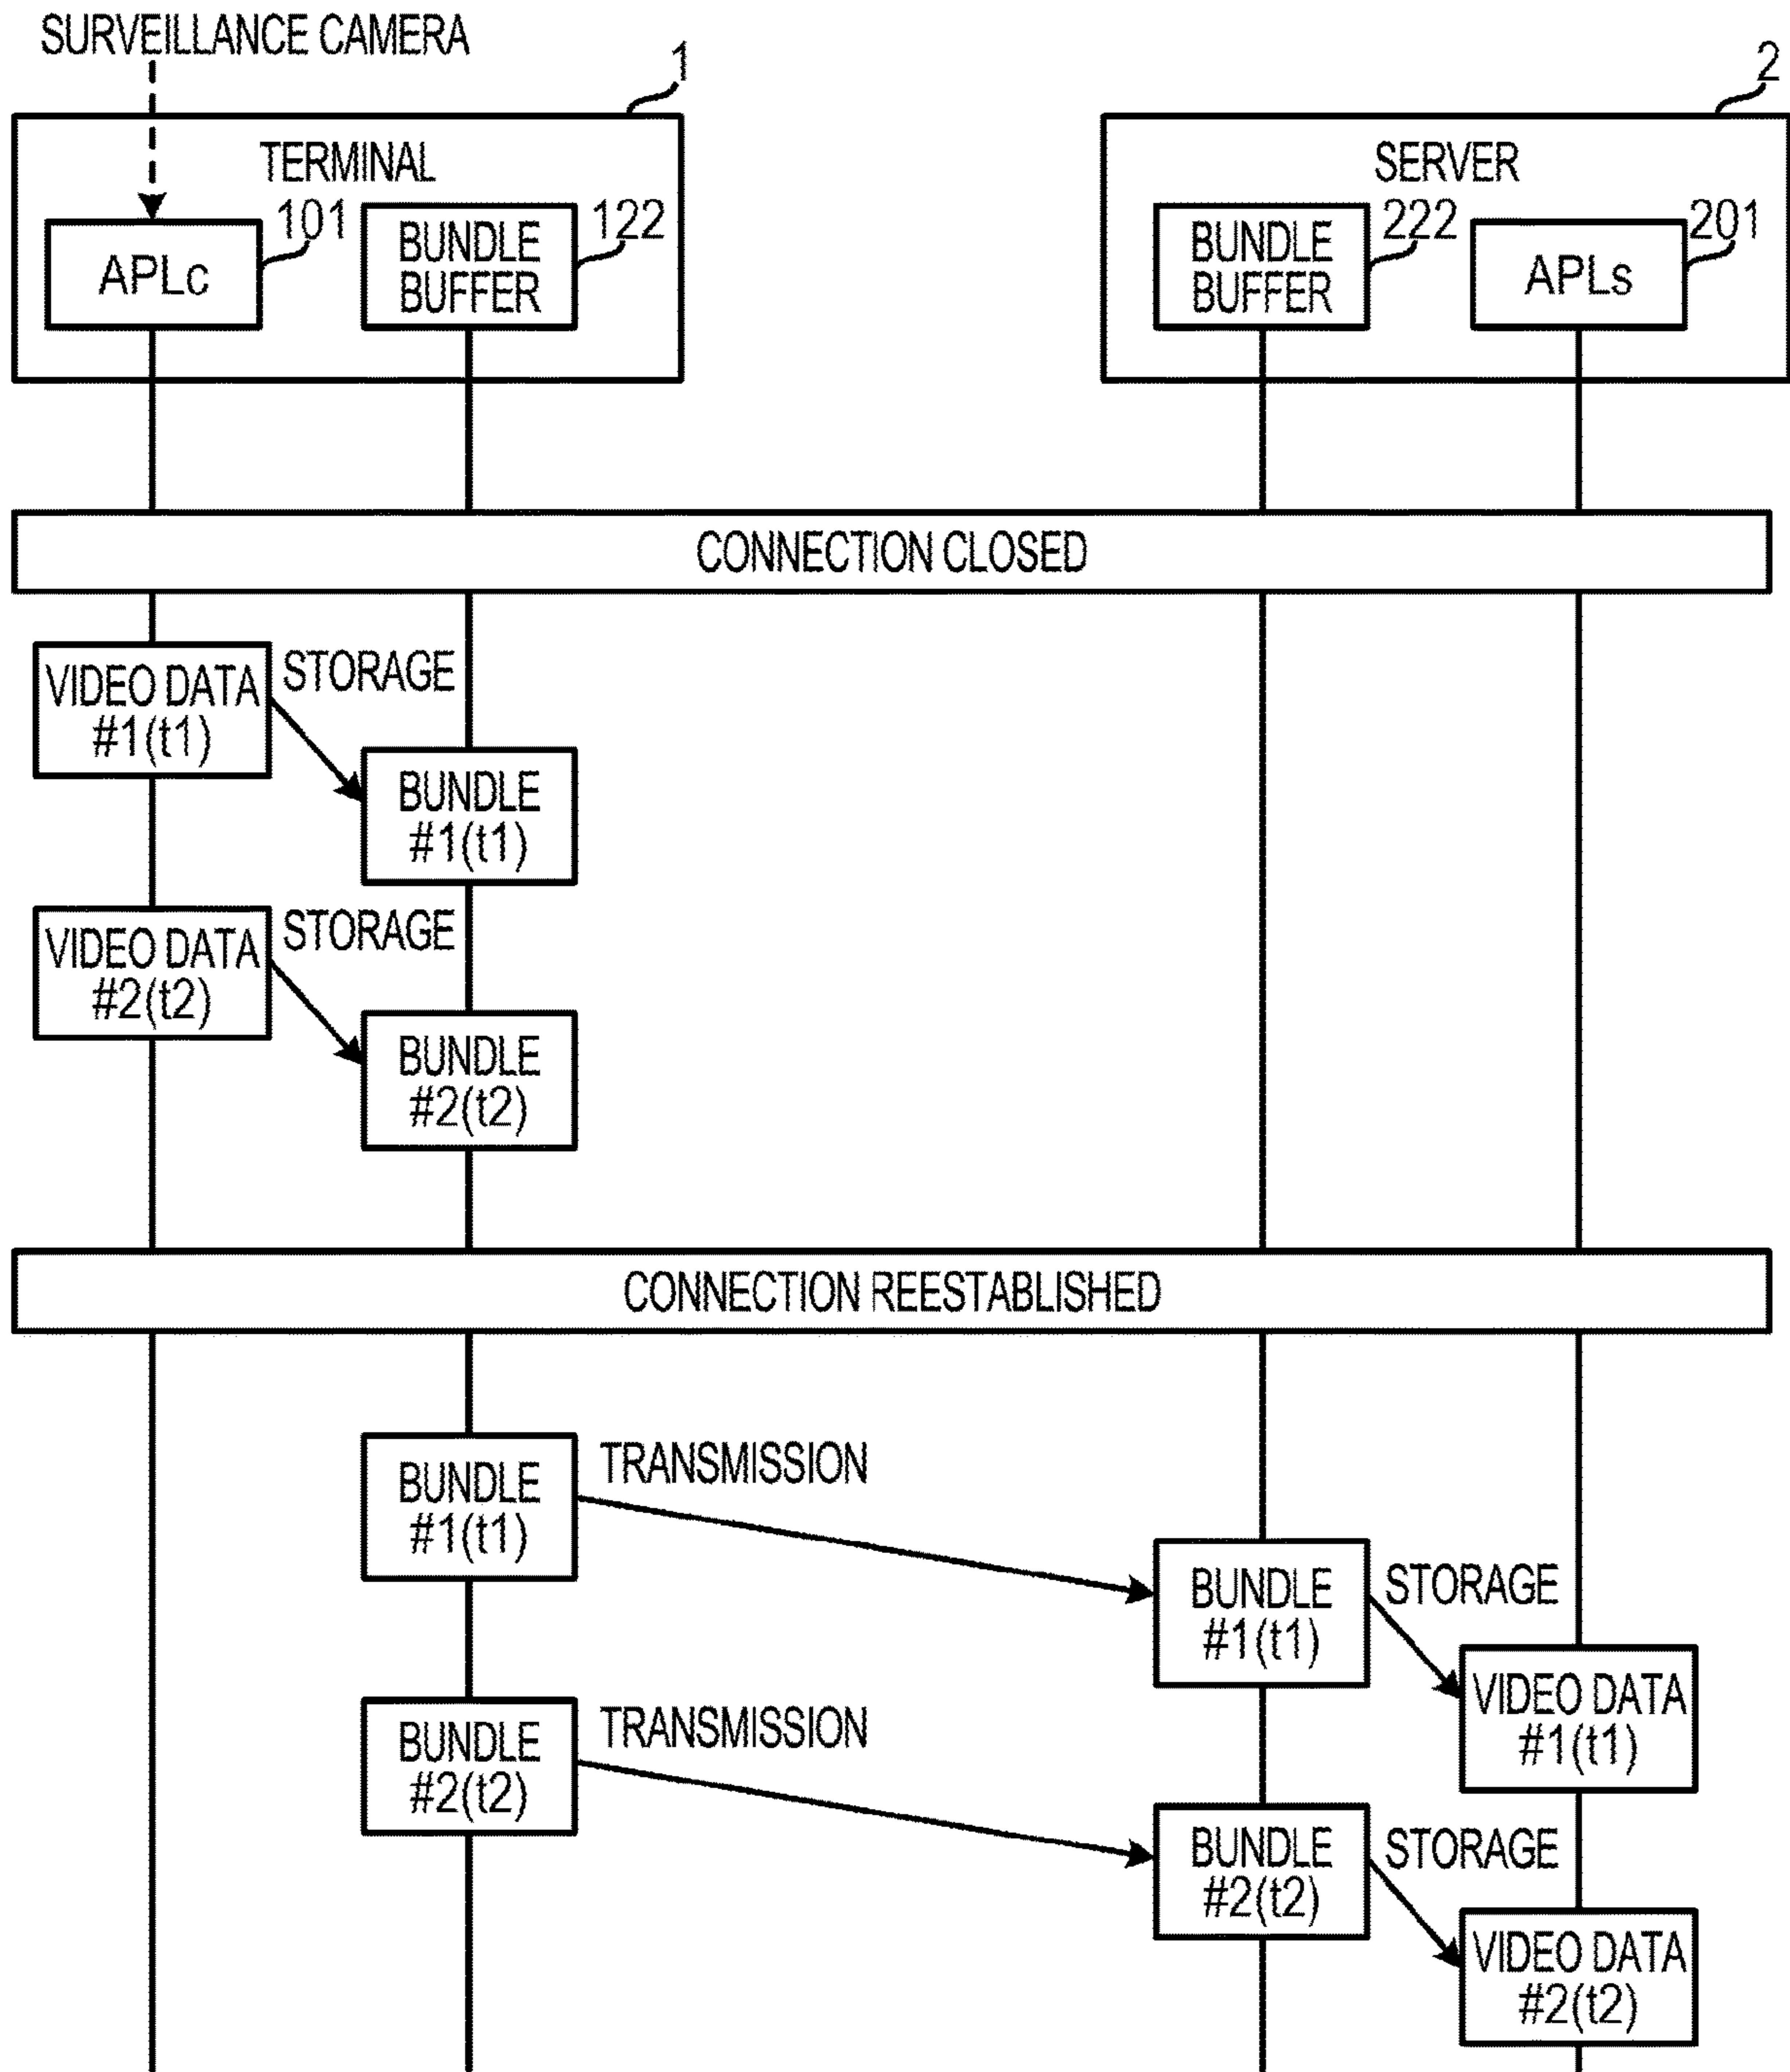 SURVEILLANCE CAMERA
1
2
TERMINAL
SERVER
101
122
222
201
APLc
BUNDLE
BUFFER
BUNDLE
BUFFER
APLs
CONNECTION CLOSED
VIDEO DATA
#1(t1)
STORAGE
BUNDLE
#1(t1)
VIDEO DATA
#2(t2)
STORAGE
BUNDLE
#2(t2)
CONNECTION REESTABLISHED
BUNDLE
#1(t1)
TRANSMISSION
BUNDLE
#1(t1)
STORAGE
VIDEO DATA
#1(t1)
BUNDLE
#2(t2)
TRANSMISSION
BUNDLE
#2(t2)
STORAGE
VIDEO DATA
#2(t2)